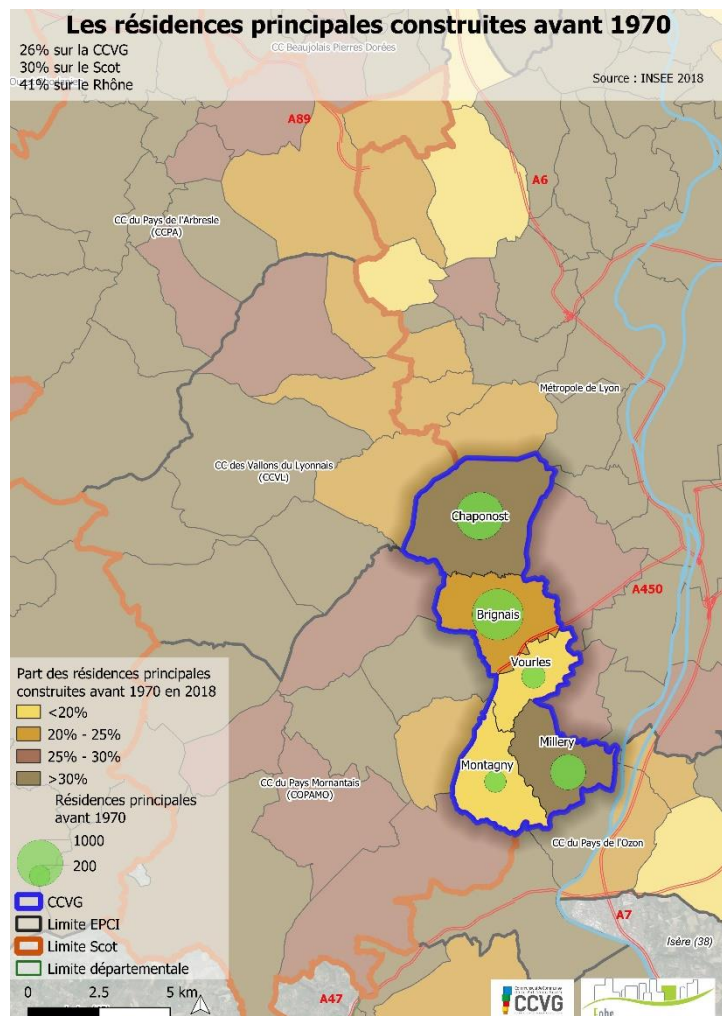 Les résidences principales construites avant 1970
26% sur la CCVG
30% sur le Scot
41% sur le Rhône
Source : INSEE 2018
CC Beaujolais Pierres Dorées
A89
A6
CC du Pays de l'Arbresle
(CCPA)
Métropole de Lyon
CC des Vallons du Lyonnais
(CCVL)
Chaponost
A450
Brignais
Vourles
Millery
Montagny
CC du Pays Mornantais
(COPAMO)
CC du Pays de l'Ozon
A7
Isère (38)
A47
Part des résidences principales
construites avant 1970 en 2018
<20%
20% - 25%
25% - 30%
>30%
Résidences principales
avant 1970
1000
200
CCVG
Limite EPCI
Limite Scot
Limite départementale
0 2.5 5 km
CCVG